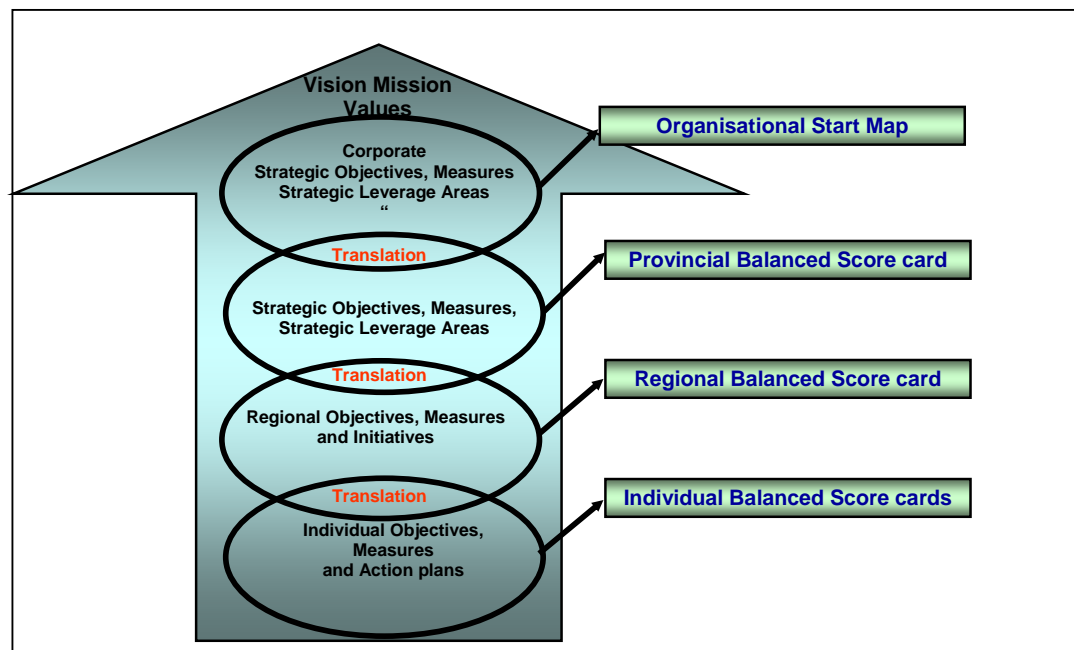 Vision Mission
Values
Organisational Start Map
Corporate
Strategic Objectives, Measures
Strategic Leverage Areas
“
Translation
Provincial Balanced Score card
Strategic Objectives, Measures,
Strategic Leverage Areas
Translation
Regional Balanced Score card
Regional Objectives, Measures
and Initiatives
Translation
Individual Balanced Score cards
Individual Objectives,
Measures
and Action plans